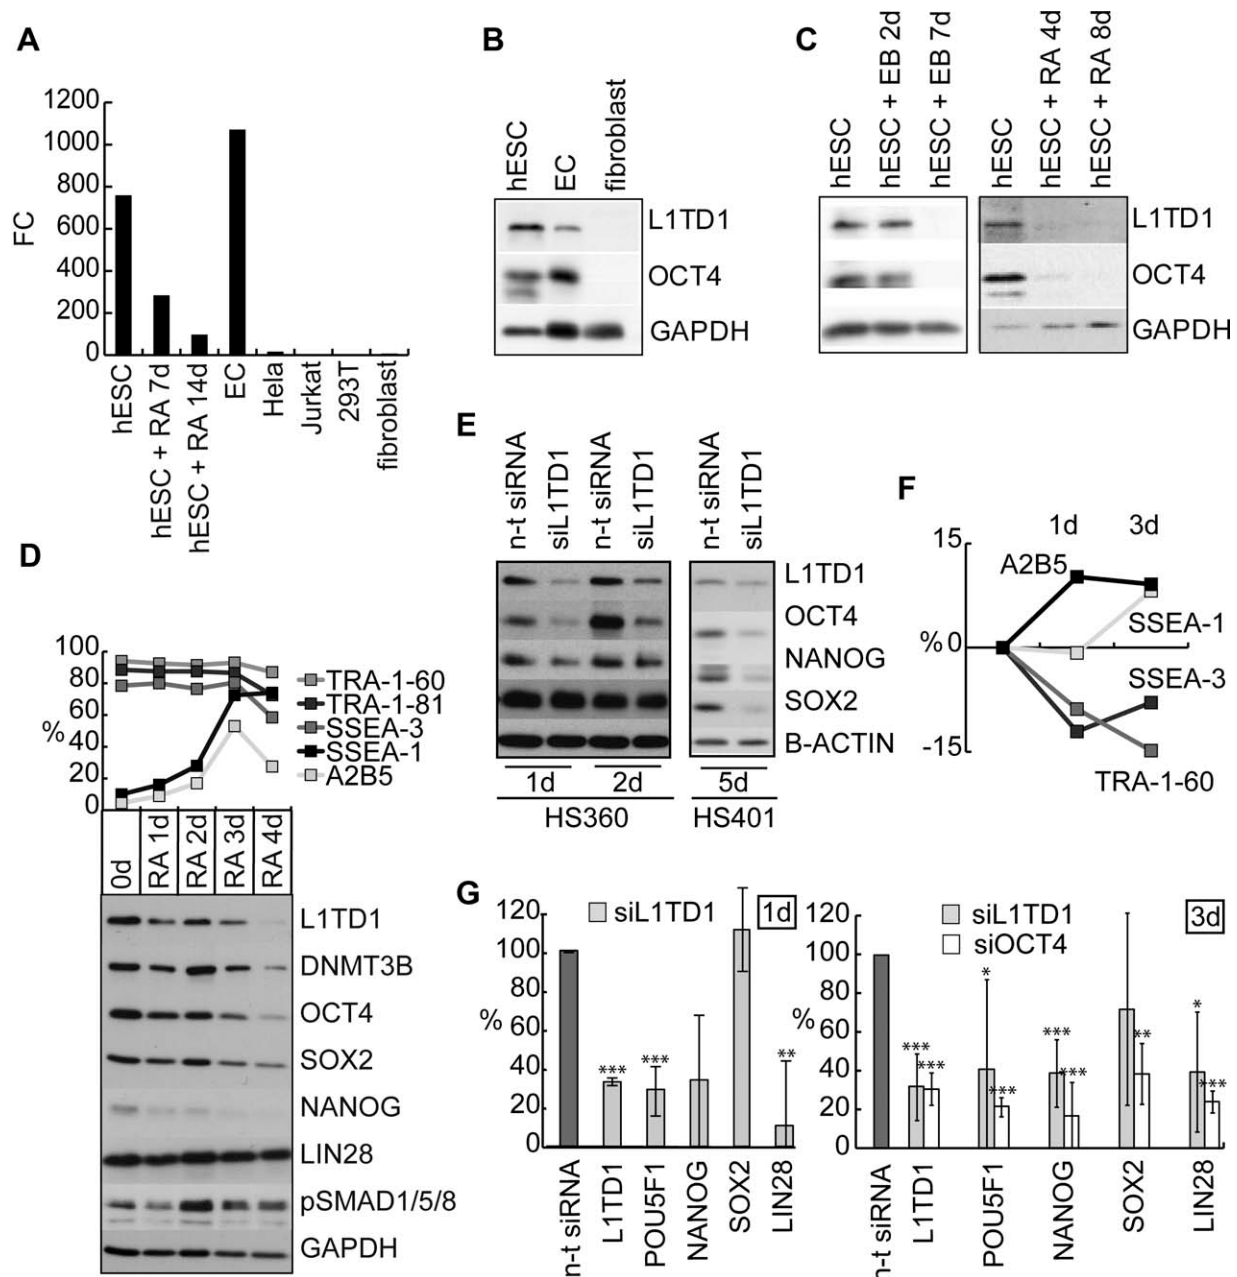 A
1200
1000
800
600
400
200
0
FC
hESC
hESC + RA 7d
hESC + RA 14d
EC
Hela
Jurkat
293T
fibroblast
B
hESC
EC
fibroblast
L1TD1
OCT4
GAPDH
C
hESC
hESC + EB 2d
hESC + EB 7d
hESC
hESC + RA 4d
hESC + RA 8d
L1TD1
OCT4
GAPDH
D
100
80
60
40
20
0
%
TRA-1-60
TRA-1-81
SSEA-3
SSEA-1
A2B5
0d
RA 1d
RA 2d
RA 3d
RA 4d
L1TD1
DNMT3B
OCT4
SOX2
NANOG
LIN28
pSMAD1/5/8
GAPDH
E
n-t siRNA
siL1TD1
n-t siRNA
siL1TD1
n-t siRNA
siL1TD1
L1TD1
OCT4
NANOG
SOX2
B-ACTIN
1d
2d
5d
HS360
HS401
F
1d
3d
15
% 0
-15
A2B5
SSEA-1
SSEA-3
TRA-1-60
G
120
100
80
60
40
20
0
%
siL1TD1
1d
***
***
**
n-t siRNA
L1TD1
POU5F1
NANOG
SOX2
LIN28
120
100
80
60
40
20
0
%
siL1TD1
siOCT4
3d
***
***
*
***
***
***
**
*
***
n-t siRNA
L1TD1
POU5F1
NANOG
SOX2
LIN28